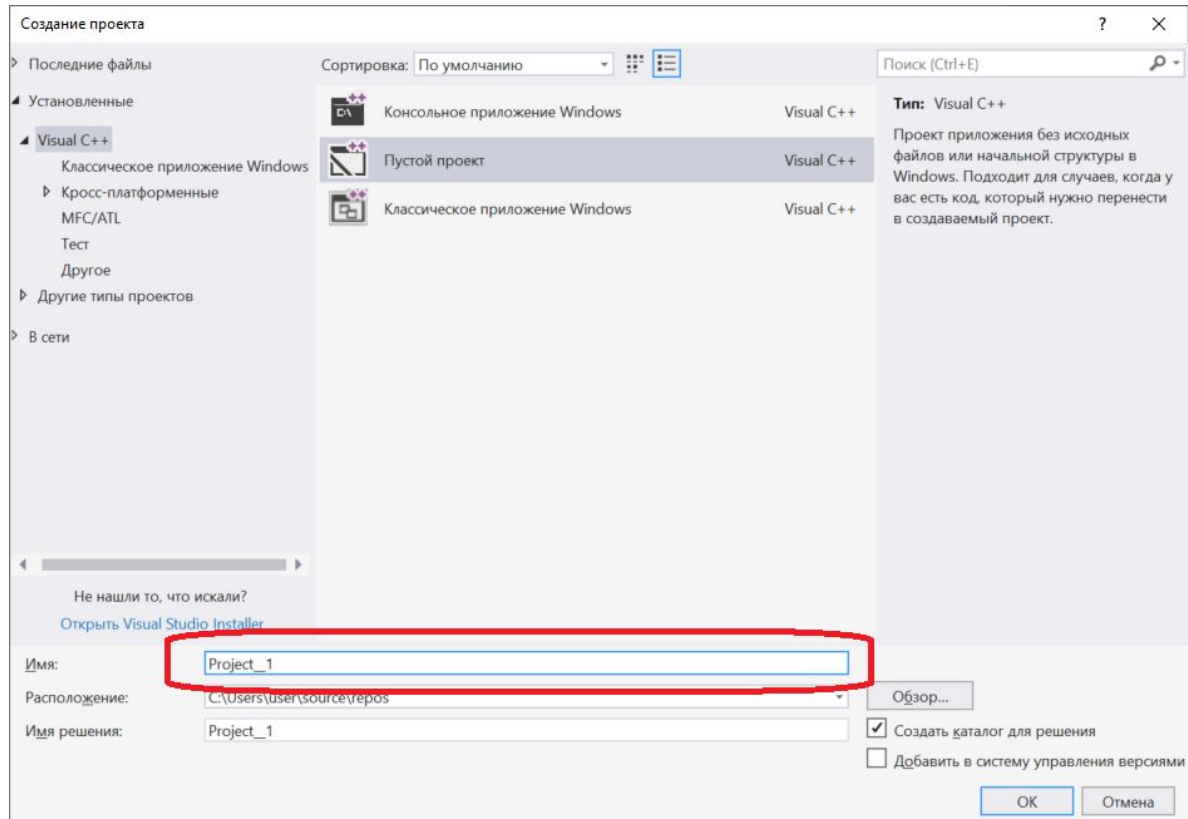 Создание проекта
?
Последние файлы
Установленные
Visual C++
Классическое приложение Windows
Кросс-платформенные
MFC/ATL
Тест
Другое
Другие типы проектов
В сети
Не нашли то, что искали?
Открыть Visual Studio Installer
Сортировка: По умолчанию
Консольное приложение Windows Visual C++
Пустой проект Visual C++
Классическое приложение Windows Visual C++
Поиск (Ctrl+E)
Тип: Visual C++
Проект приложения без исходных
файлов или начальной структуры в
Windows. Подходит для случаев, когда у
вас есть код, который нужно перенести
в создаваемый проект.
Имя: Project__1
Расположение: C:\Users\user\source\repos
Обзор...
Имя решения: Project__1
Создать каталог для решения
Добавить в систему управления версиями
OK Отмена